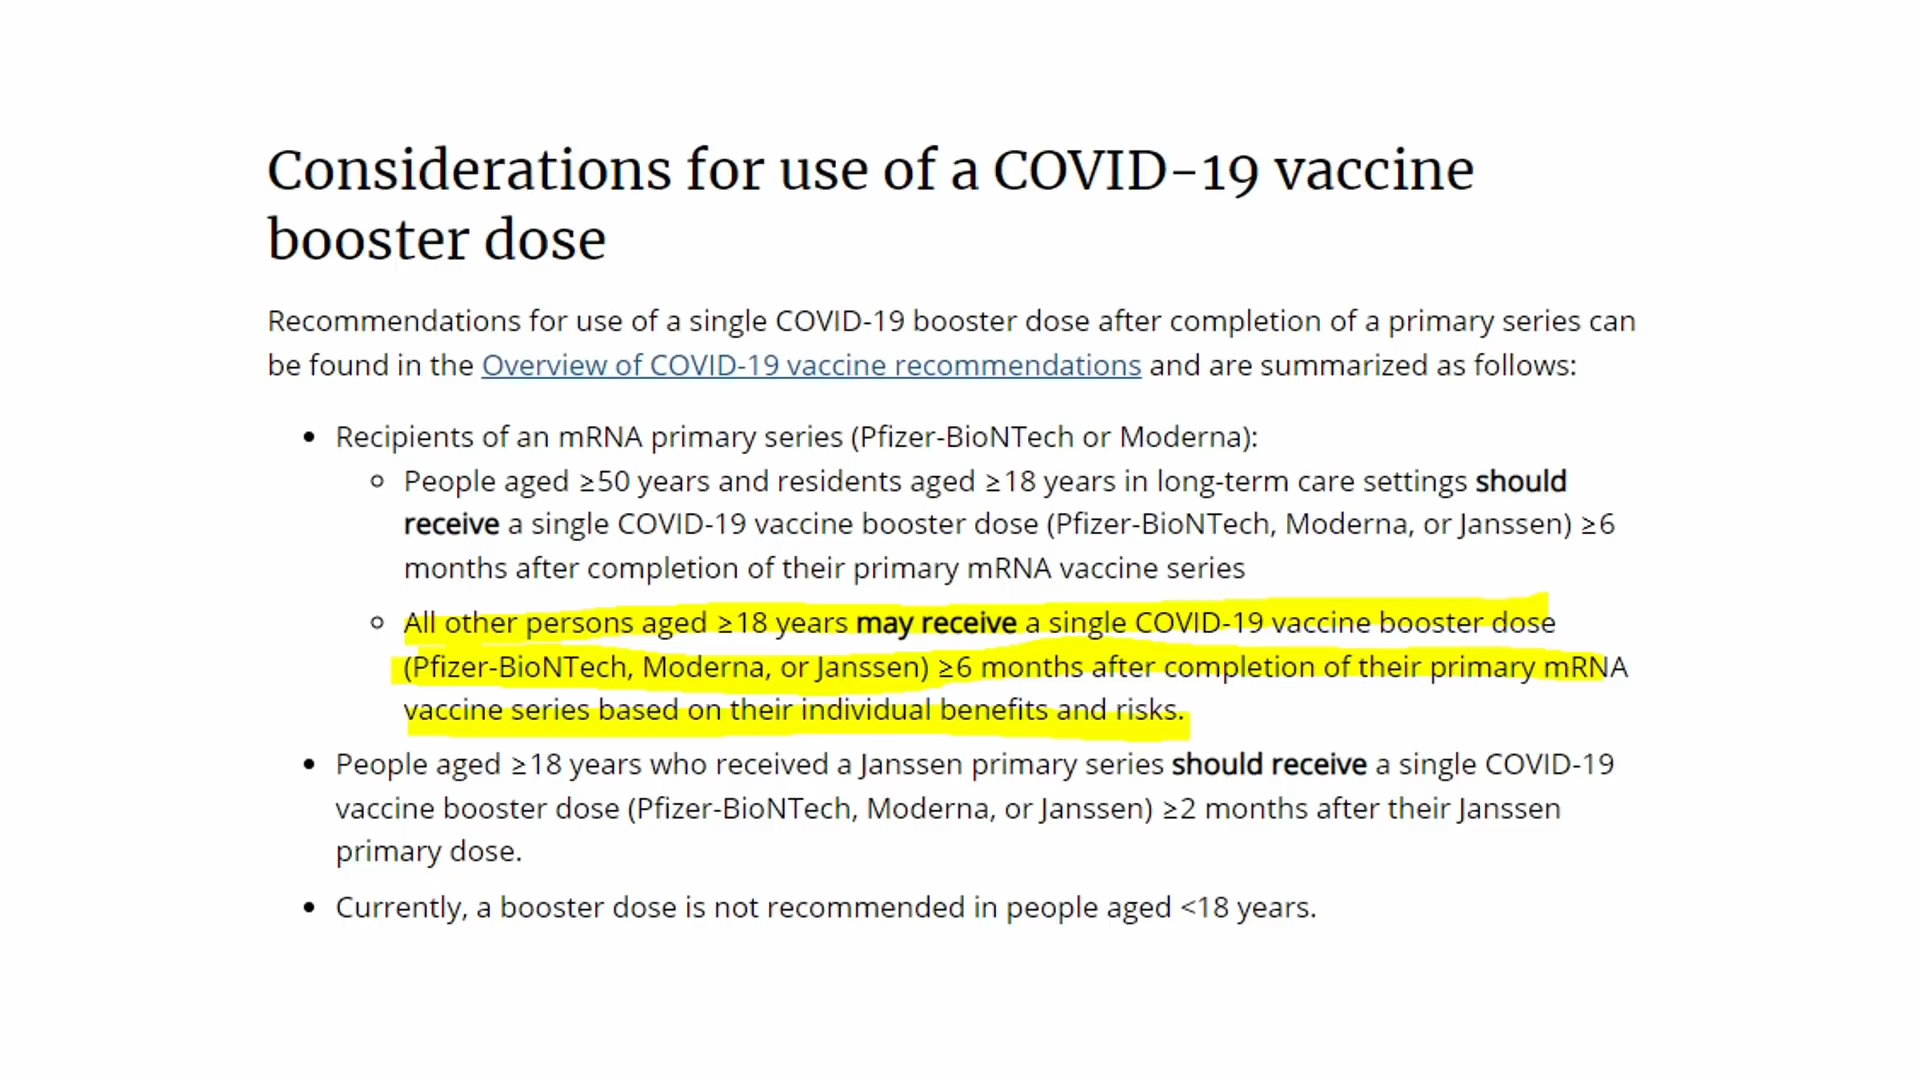 Considerations for use of a COVID-19 vaccine
booster dose
Recommendations for use of a single COVID-19 booster dose after completion of a primary series can
be found in the Overview of COVID-19 vaccine recommendations and are summarized as follows:
• Recipients of an mRNA primary series (Pfizer-BioNTech or Moderna):
◦ People aged ≥50 years and residents aged ≥18 years in long-term care settings should
receive a single COVID-19 vaccine booster dose (Pfizer-BioNTech, Moderna, or Janssen) ≥6
months after completion of their primary mRNA vaccine series
◦ All other persons aged ≥18 years may receive a single COVID-19 vaccine booster dose
(Pfizer-BioNTech, Moderna, or Janssen) ≥6 months after completion of their primary mRNA
vaccine series based on their individual benefits and risks.
• People aged ≥18 years who received a Janssen primary series should receive a single COVID-19
vaccine booster dose (Pfizer-BioNTech, Moderna, or Janssen) ≥2 months after their Janssen
primary dose.
• Currently, a booster dose is not recommended in people aged <18 years.